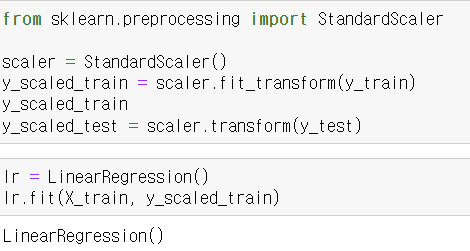 from sklearn.preprocessing import StandardScaler
scaler = StandardScaler()
y_scaled_train = scaler.fit_transform(y_train)
y_scaled_train
y_scaled_test = scaler.transform(y_test)
lr = LinearRegression()
lr.fit(X_train, y_scaled_train)
LinearRegression()